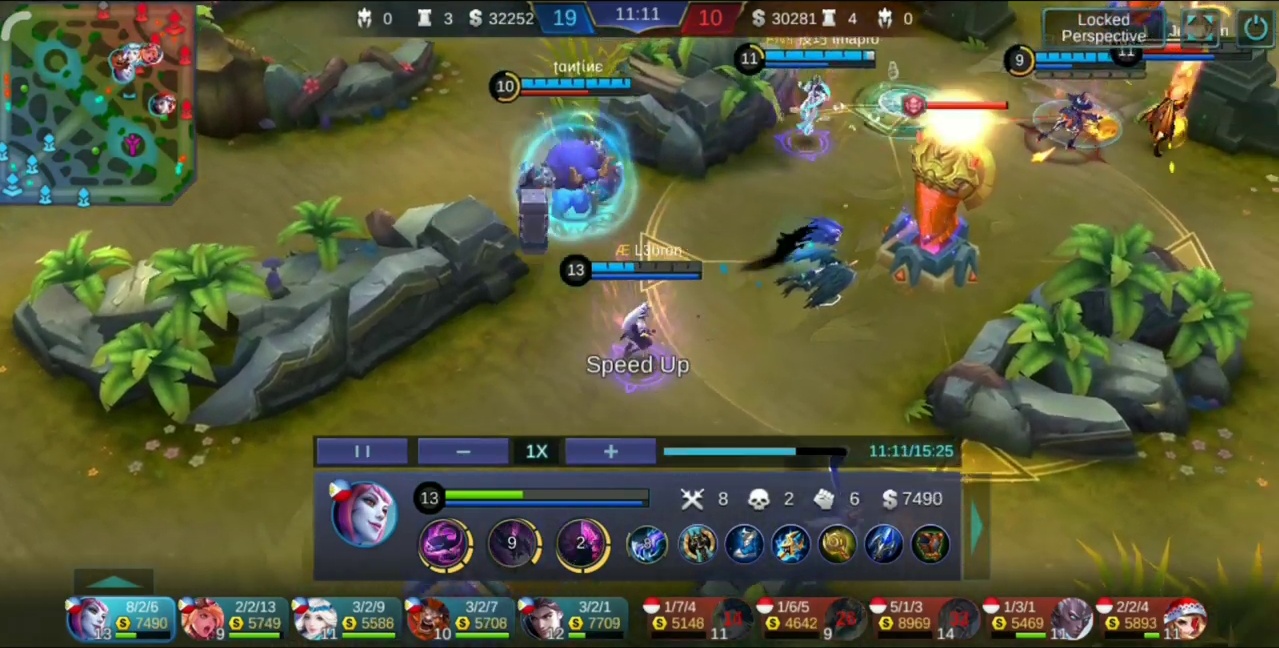 0 3 $ 32252 19 11:11 10 $ 30281 4 0
Locked
Perspective
tantine
10
11
9
11
Æ L3bron
13
Speed Up
1X
11:11/15:25
13
8 2 6 $ 7490
9 2
8/2/6 2/2/13 3/2/9 3/2/7 3/2/1 1/7/4 1/6/5 5/1/3 1/3/1 2/2/4
7490 5749 5586 5708 7709 5148 4642 8969 5469 5893
13 9 11 10 12 11 9 14 11 11